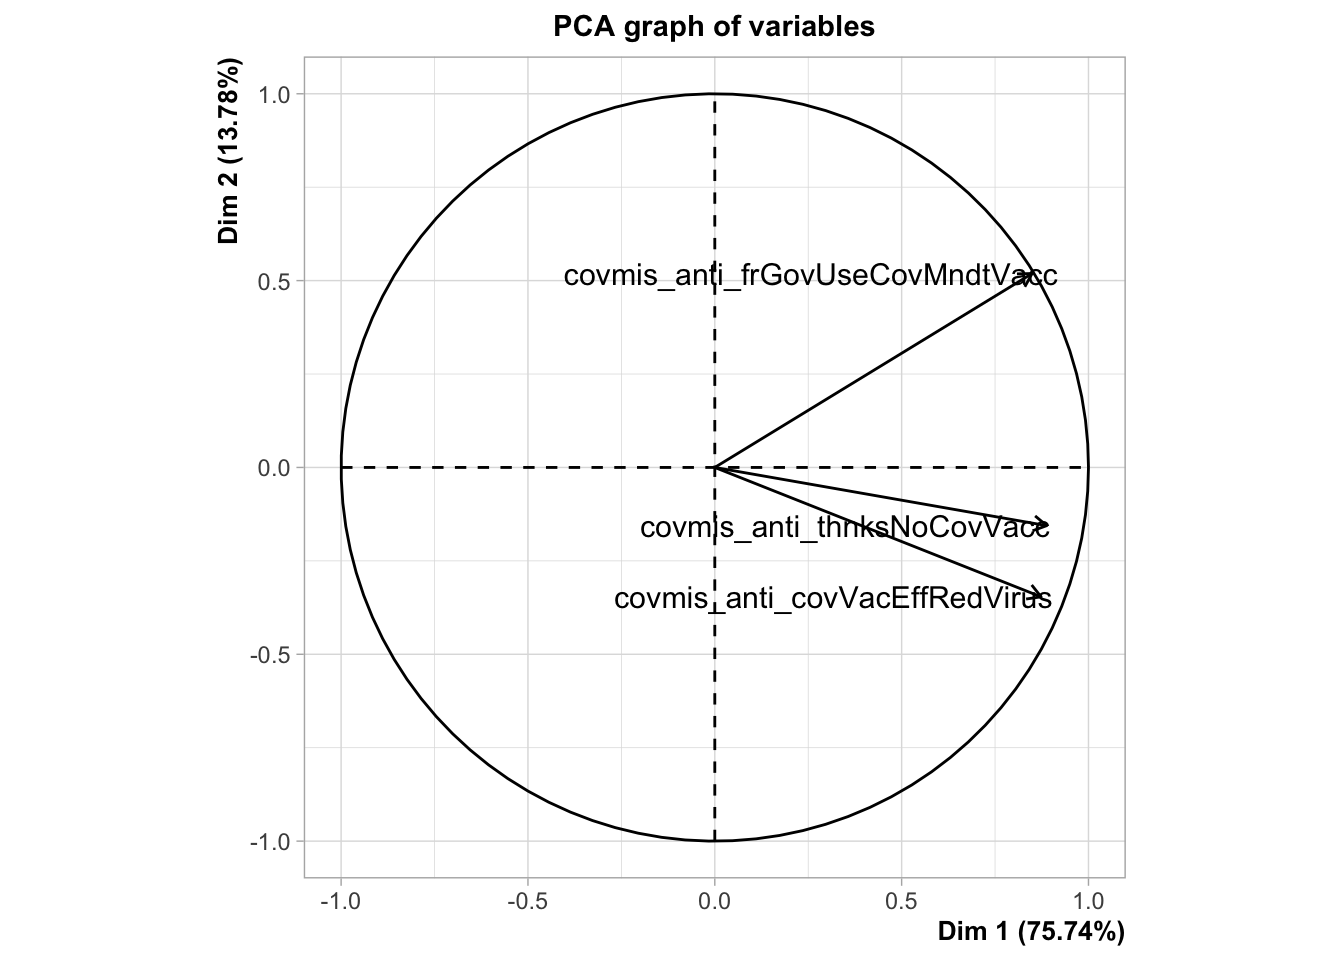 PCA graph of variables
Dim 2 (13.78%)
1.0
0.5
0.0
-0.5
-1.0
covmis_anti_frGovUseCovMndtVacc
covmis_anti_thnksNoCovVacc
covmis_anti_covVacEffRedVirus
-1.0
-0.5
0.0
0.5
1.0
Dim 1 (75.74%)